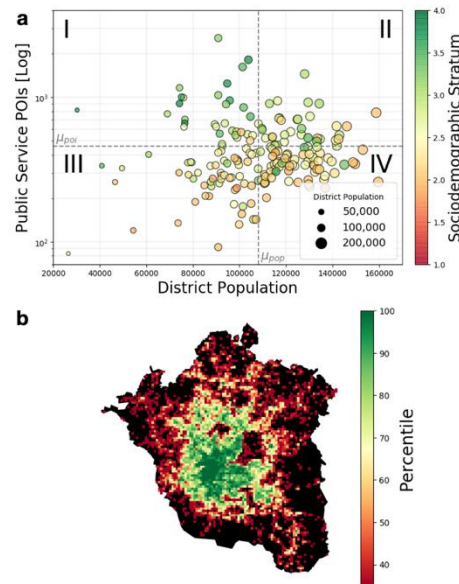 a
I
II
4.0
3.5
3.0
2.5
2.0
1.5
1.0
Sociodemographic Stratum
Public Service POIs [Log]
10³
10²
μpoi
III
IV
District Population
50,000
100,000
200,000
20000 40000 60000 80000 100000 120000 140000 160000
μpop
District Population
b
100
90
80
70
60
50
40
Percentile